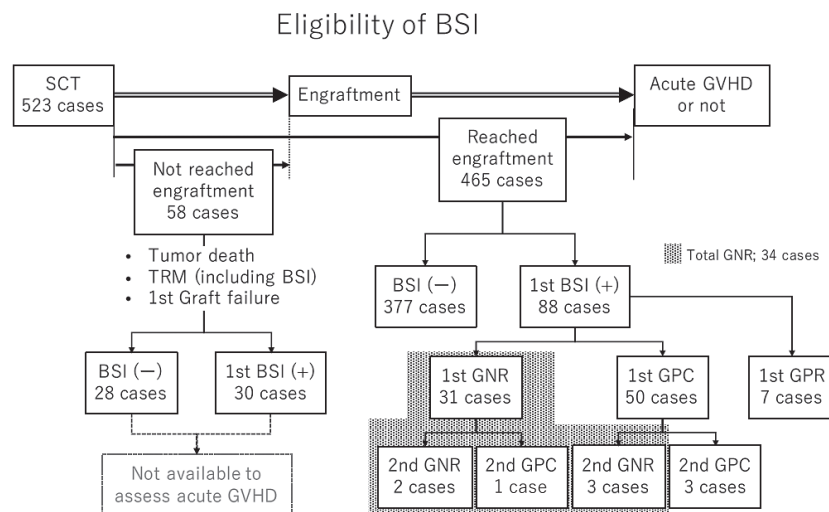 Eligibility of BSI
SCT
523 cases
Engraftment
Acute GVHD
or not
Reached
engraftment
465 cases
Not reached
engraftment
58 cases
• Tumor death
• TRM (including BSI)
• 1st Graft failure
Total GNR; 34 cases
BSI (−)
377 cases
1st BSI (+)
88 cases
BSI (−)
28 cases
1st BSI (+)
30 cases
1st GNR
31 cases
1st GPC
50 cases
1st GPR
7 cases
Not available to
assess acute GVHD
2nd GNR
2 cases
2nd GPC
1 case
2nd GNR
3 cases
2nd GPC
3 cases